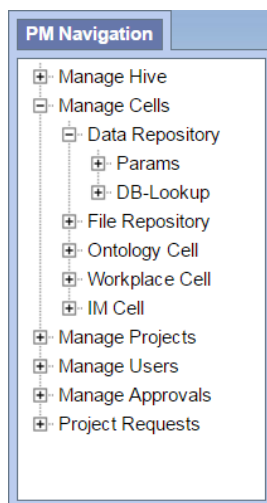 PM Navigation
Manage Hive
Manage Cells
Data Repository
Params
DB-Lookup
File Repository
Ontology Cell
Workplace Cell
IM Cell
Manage Projects
Manage Users
Manage Approvals
Project Requests